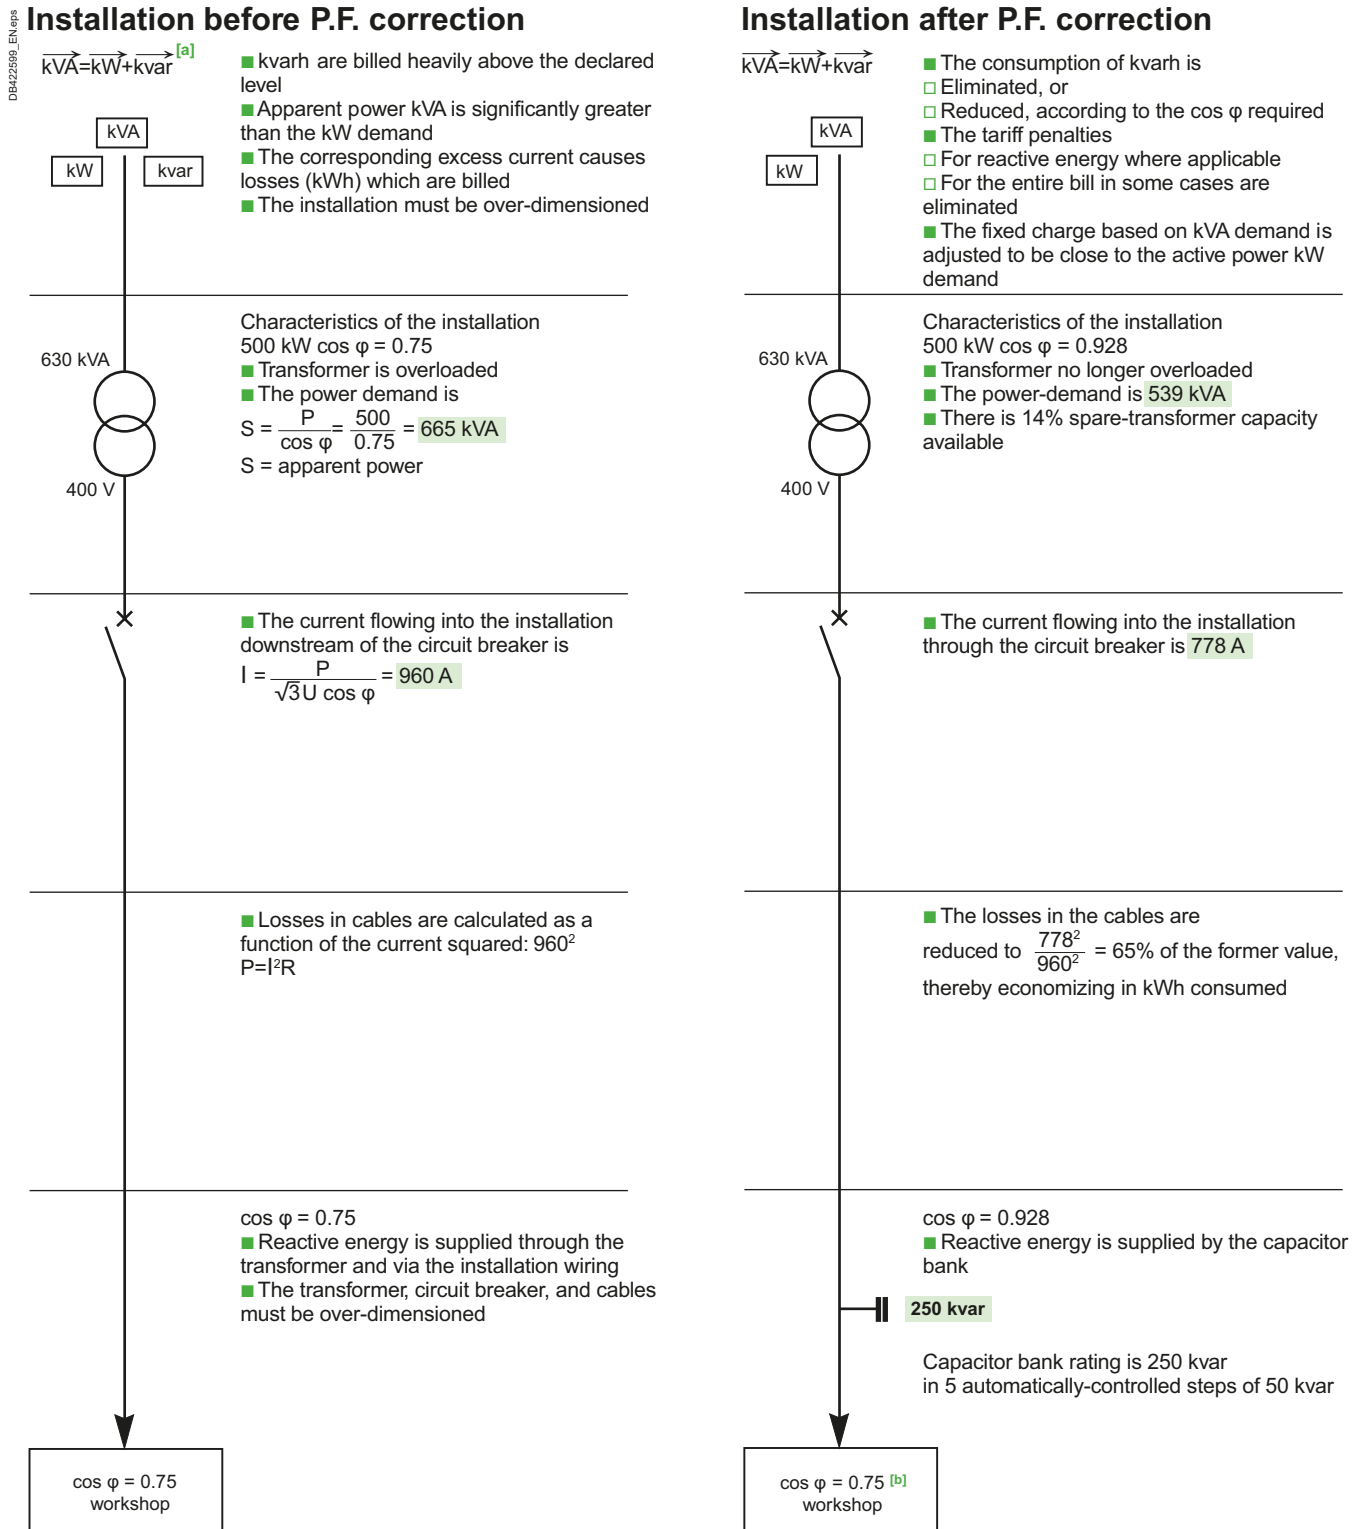 DB422599_EN.eps
Installation before P.F. correction
kVA=kW+kvar [a]
kVA
kW
kvar
■ kvarh are billed heavily above the declared
level
■ Apparent power kVA is significantly greater
than the kW demand
■ The corresponding excess current causes
losses (kWh) which are billed
■ The installation must be over-dimensioned
630 kVA
400 V
Characteristics of the installation
500 kW cos φ = 0.75
■ Transformer is overloaded
■ The power demand is
S = P / cos φ = 500 / 0.75 = 665 kVA
S = apparent power
■ The current flowing into the installation
downstream of the circuit breaker is
I = P / √3 U cos φ = 960 A
■ Losses in cables are calculated as a
function of the current squared: 960²
P=I²R
cos φ = 0.75
■ Reactive energy is supplied through the
transformer and via the installation wiring
■ The transformer, circuit breaker, and cables
must be over-dimensioned
cos φ = 0.75
workshop
Installation after P.F. correction
kVA=kW+kvar
kVA
kW
■ The consumption of kvarh is
□ Eliminated, or
□ Reduced, according to the cos φ required
■ The tariff penalties
□ For reactive energy where applicable
□ For the entire bill in some cases are
eliminated
■ The fixed charge based on kVA demand is
adjusted to be close to the active power kW
demand
630 kVA
400 V
Characteristics of the installation
500 kW cos φ = 0.928
■ Transformer no longer overloaded
■ The power-demand is 539 kVA
■ There is 14% spare-transformer capacity
available
■ The current flowing into the installation
through the circuit breaker is 778 A
■ The losses in the cables are
reduced to 778² / 960² = 65% of the former value,
thereby economizing in kWh consumed
cos φ = 0.928
■ Reactive energy is supplied by the capacitor
bank
250 kvar
Capacitor bank rating is 250 kvar
in 5 automatically-controlled steps of 50 kvar
cos φ = 0.75 [b]
workshop